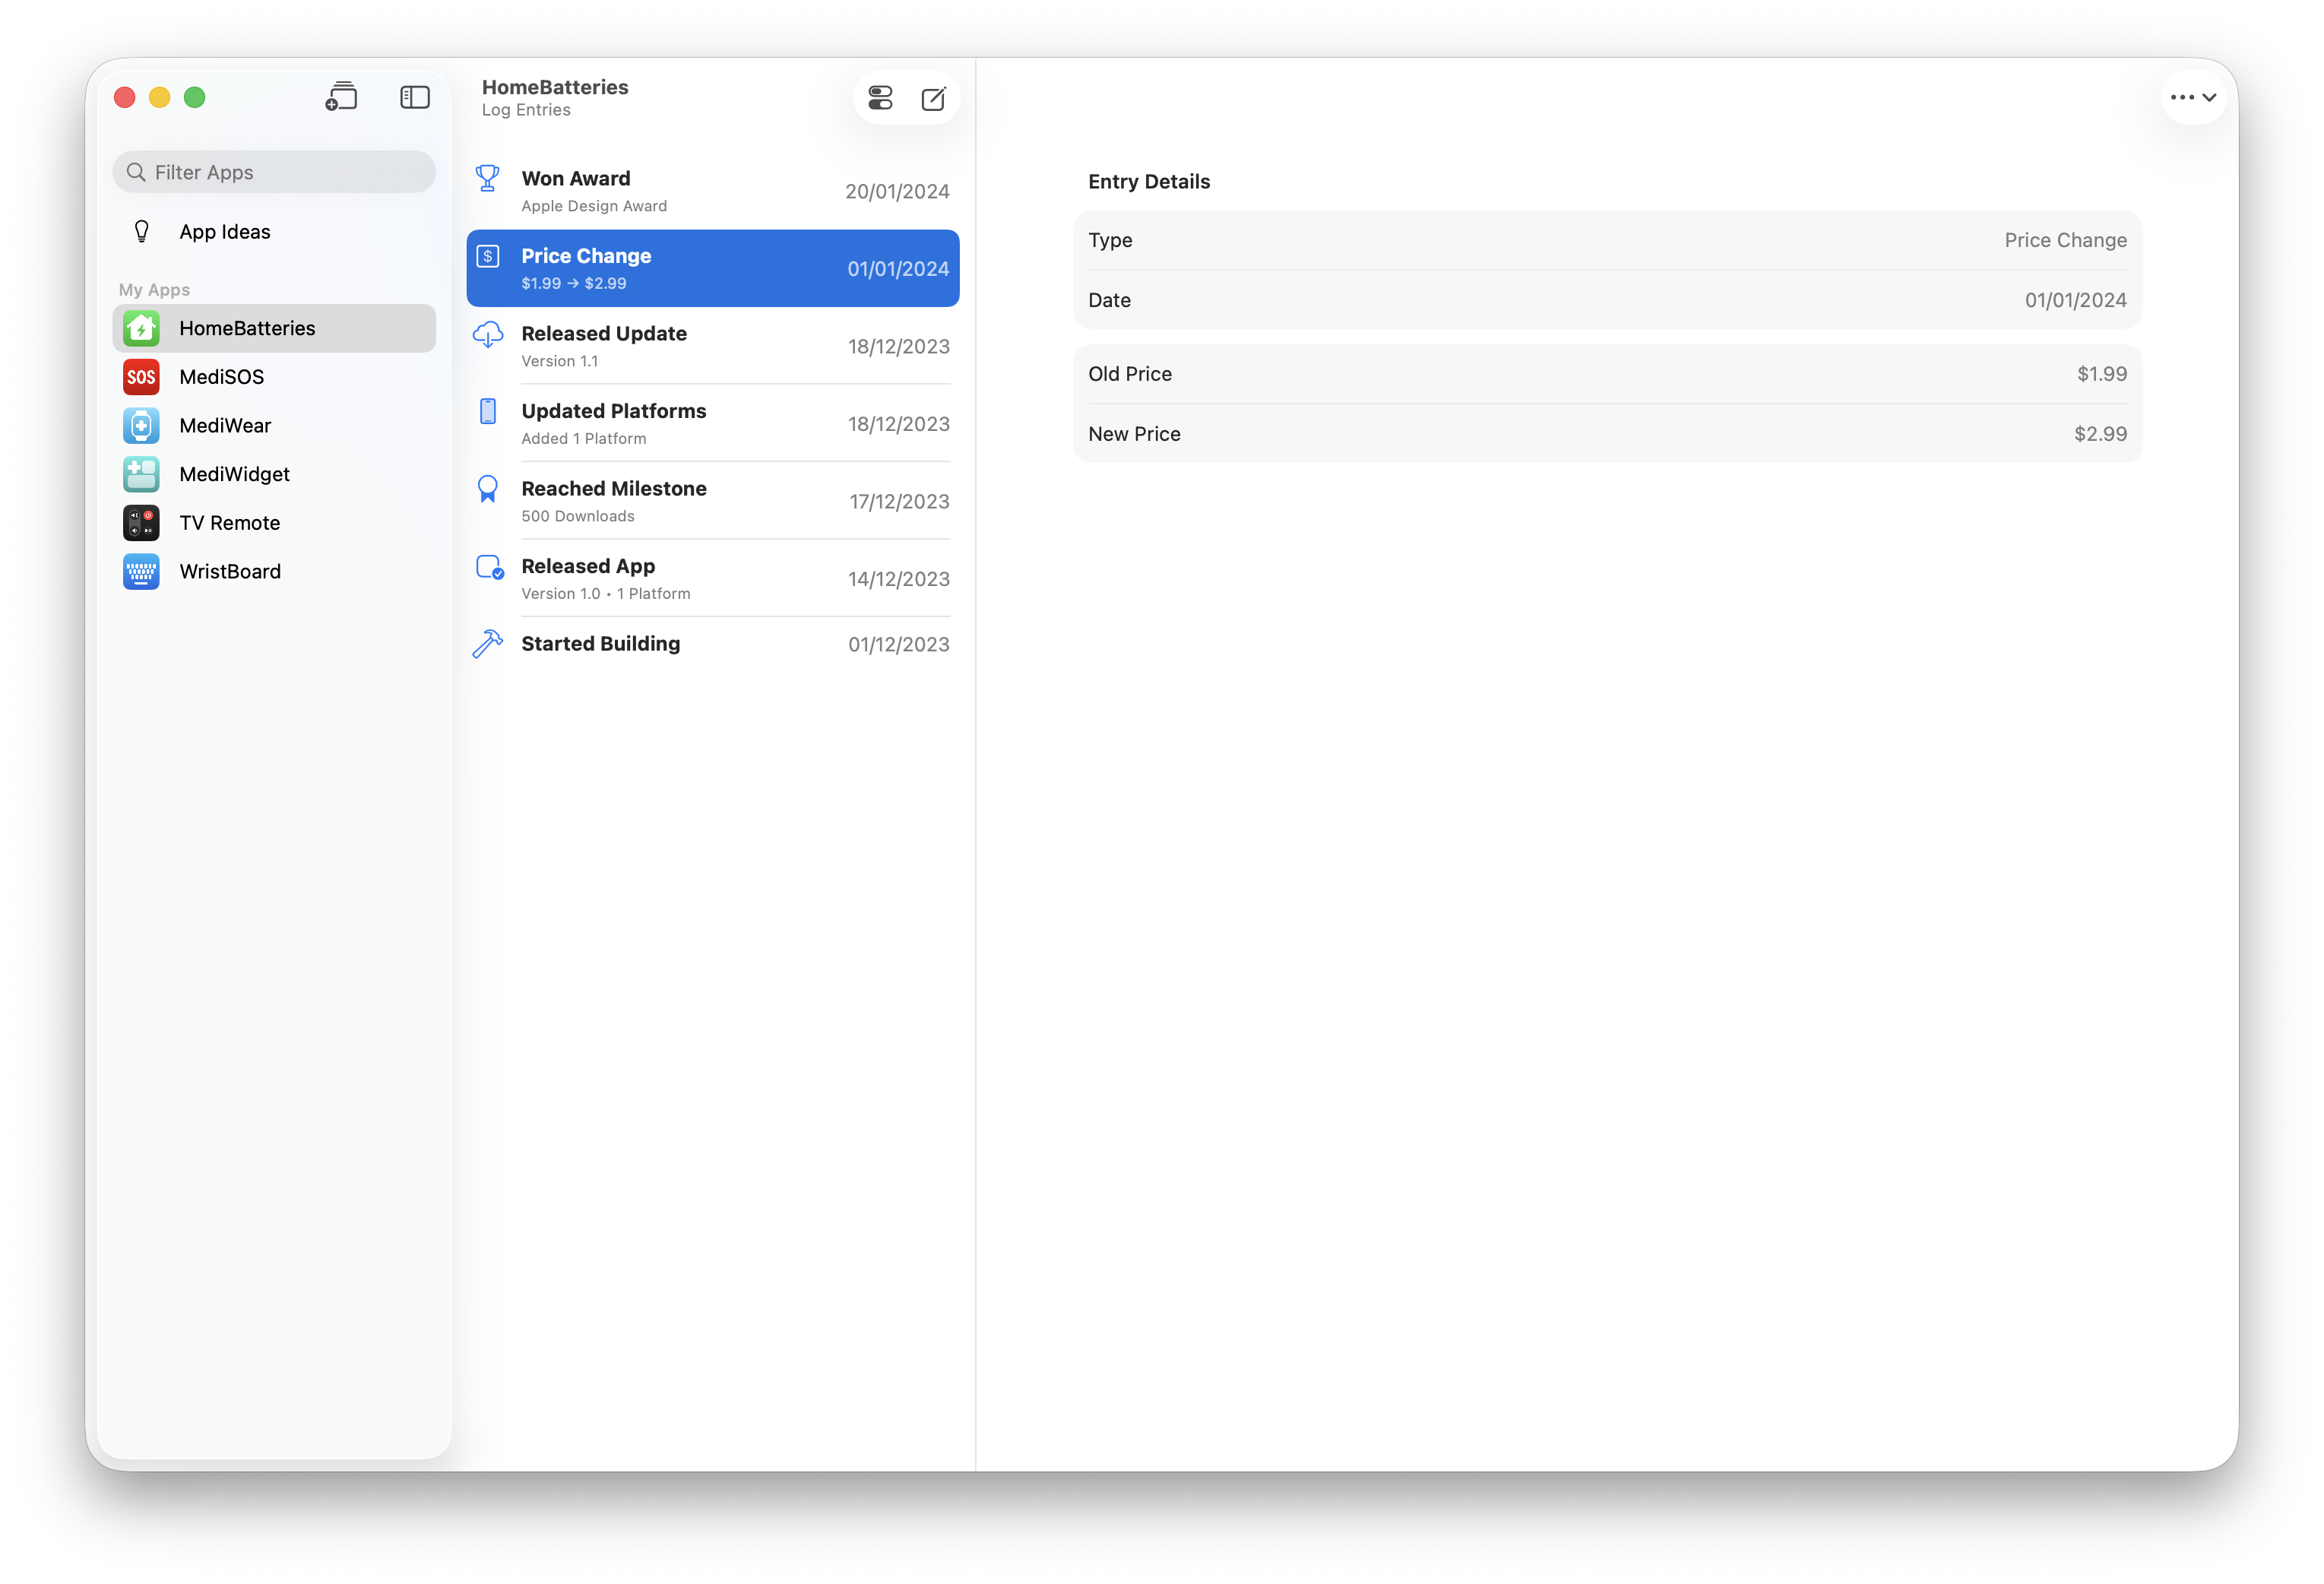 Filter Apps
App Ideas
My Apps
HomeBatteries
SOS
MediSOS
MediWear
MediWidget
TV Remote
WristBoard
HomeBatteries
Log Entries
Won Award
Apple Design Award
20/01/2024
$
Price Change
$1.99 → $2.99
01/01/2024
Released Update
Version 1.1
18/12/2023
Updated Platforms
Added 1 Platform
18/12/2023
Reached Milestone
500 Downloads
17/12/2023
Released App
Version 1.0 • 1 Platform
14/12/2023
Started Building
01/12/2023
Entry Details
Type Price Change
Date 01/01/2024
Old Price $1.99
New Price $2.99